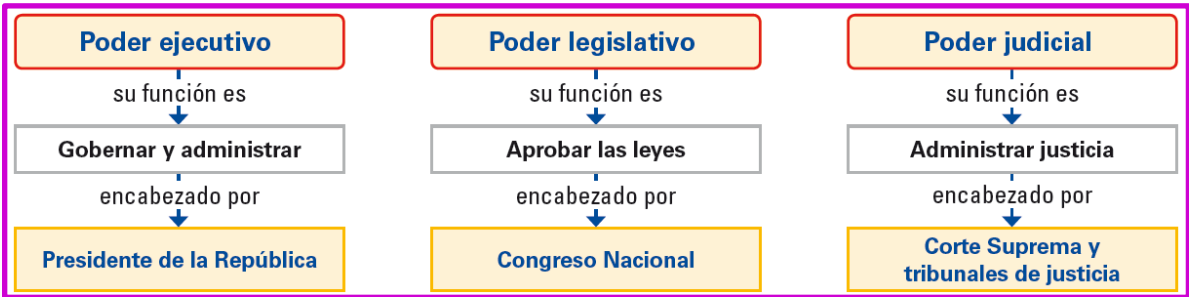 Poder ejecutivo
su función es
Gobernar y administrar
encabezado por
Presidente de la República
Poder legislativo
su función es
Aprobar las leyes
encabezado por
Congreso Nacional
Poder judicial
su función es
Administrar justicia
encabezado por
Corte Suprema y
tribunales de justicia